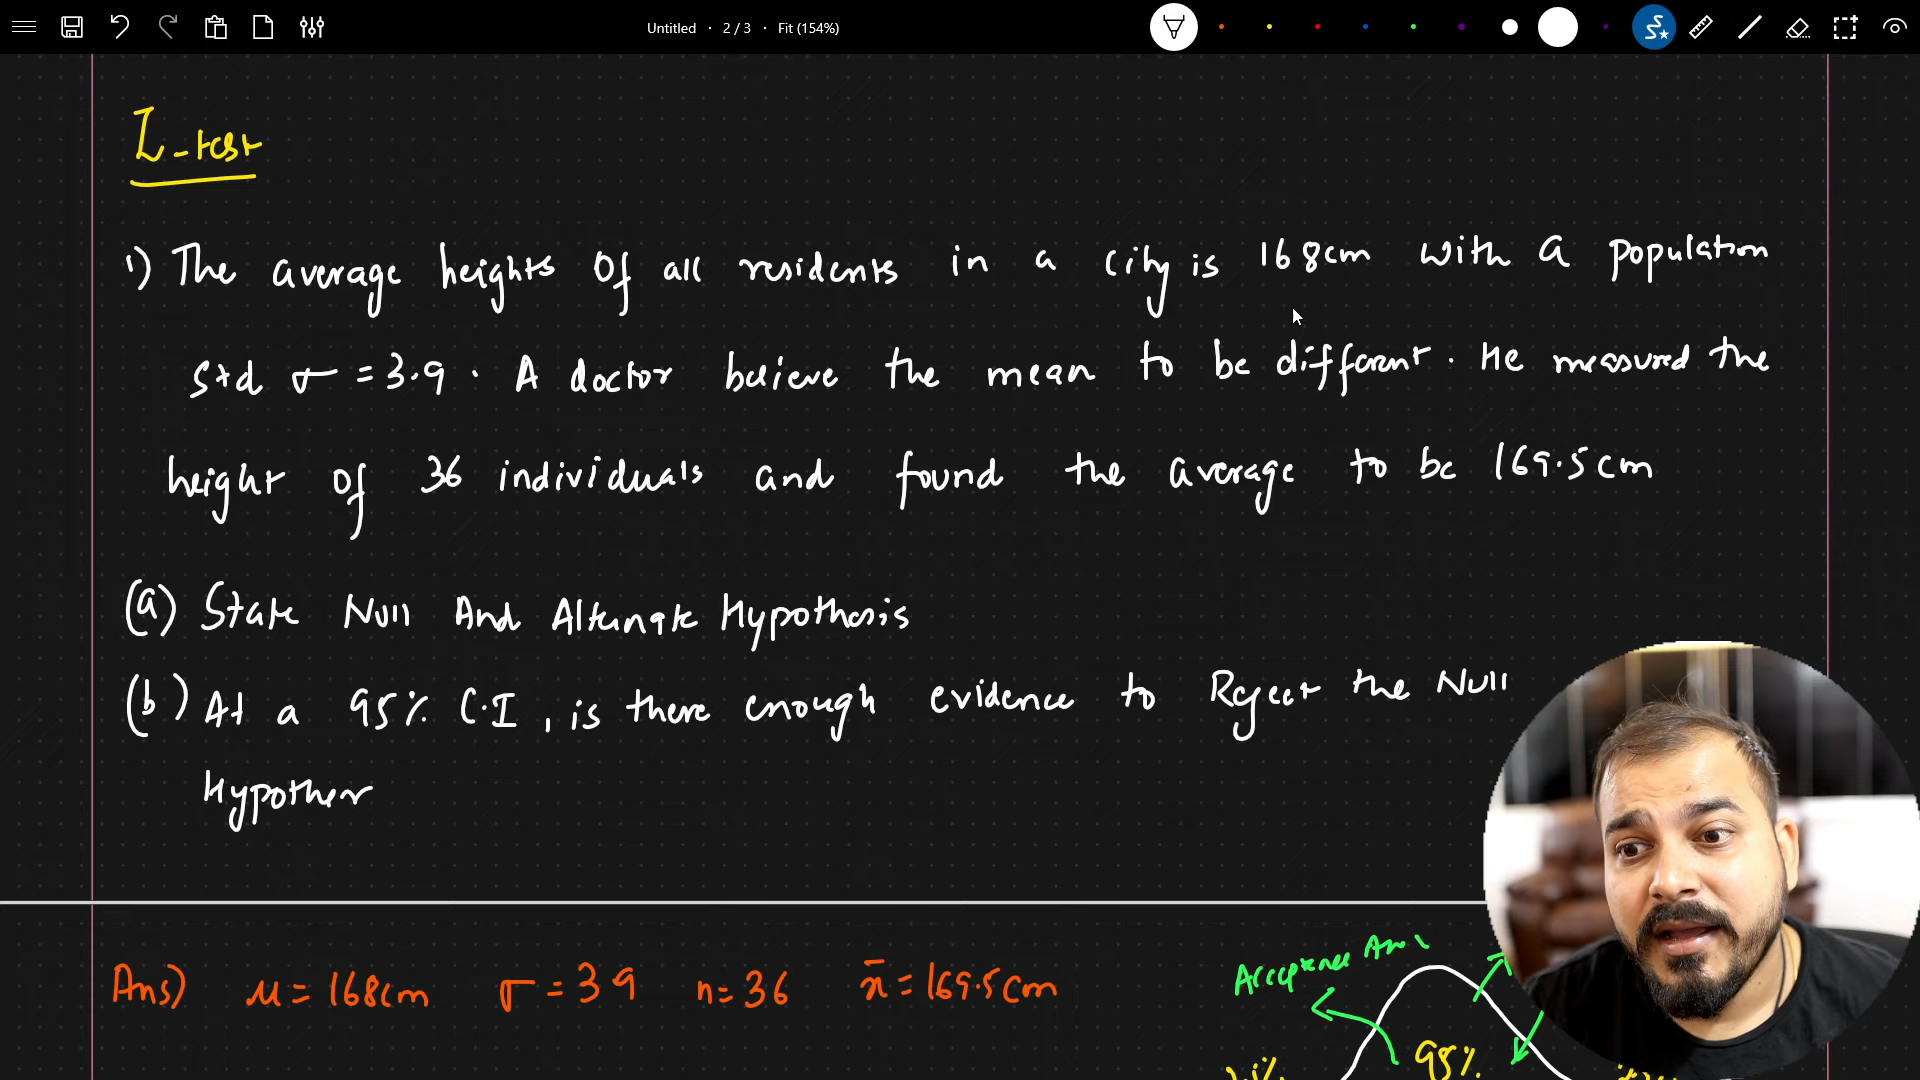 Untitled · 2 / 3 · Fit (154%)
Z-test
1) The average heights Of all residents in a city is 168cm with a population
std σ = 3.9 . A doctor believe the mean to be different . He measured the
height of 36 individuals and found the average to be 169.5cm
(a) State Null And Alternate Hypothesis
(b) At a 95% C.I , is there enough evidence to Reject the Null
Hypothesis
Ans) μ = 168cm σ = 3.9 n = 36 x̄ = 169.5cm
Acceptance
95%